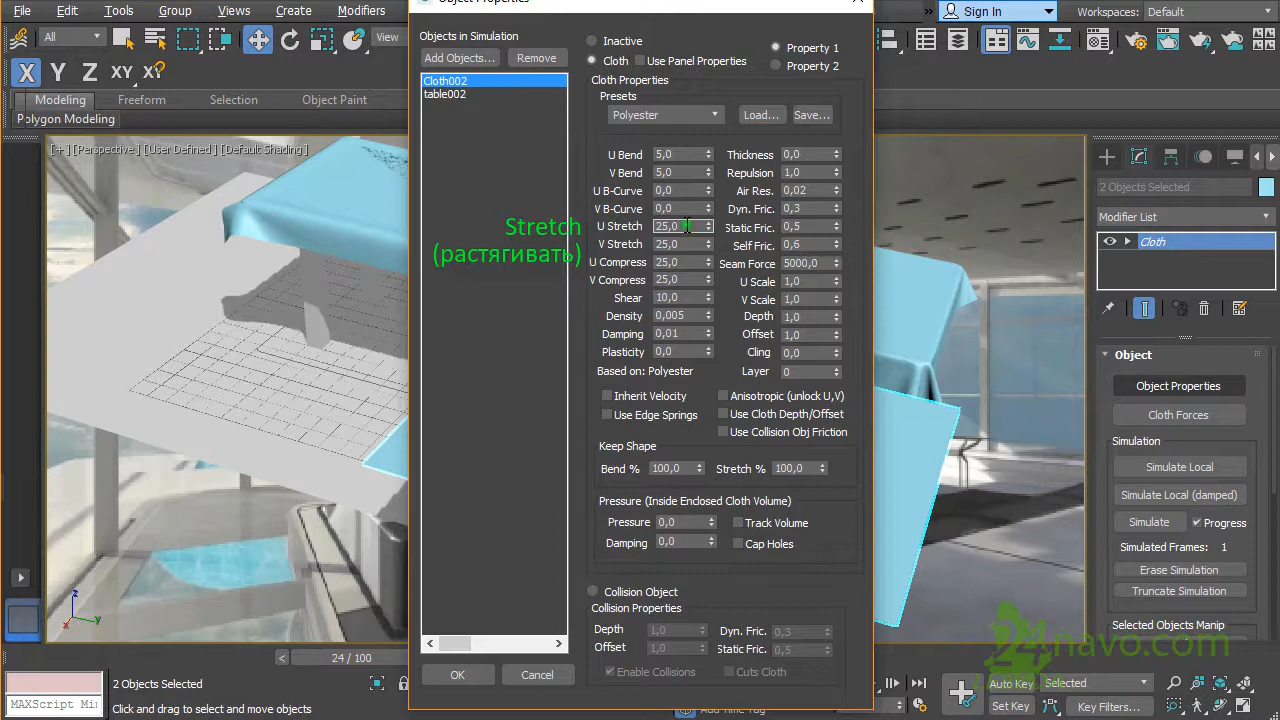 Object Properties
File
Edit
Tools
Group
Views
Create
Modifiers
Sign In
Workspaces: Default
All
View
X Y Z XY XY
Modeling
Freeform
Selection
Object Paint
Polygon Modeling
[+] [Perspective] [User Defined] [Default Shading]
Objects in Simulation
Add Objects...
Remove
Cloth002
table002
Inactive
Cloth
Use Panel Properties
Property 1
Property 2
Cloth Properties
Presets
Polyester
Load...
Save...
U Bend 5,0
Thickness 0,0
V Bend 5,0
Repulsion 1,0
U B-Curve 0,0
Air Res. 0,02
V B-Curve 0,0
Dyn. Fric. 0,3
U Stretch 25,0
Static Fric. 0,5
V Stretch 25,0
Self Fric. 0,6
U Compress 25,0
Seam Force 5000,0
V Compress 25,0
U Scale 1,0
Shear 10,0
V Scale 1,0
Density 0,005
Depth 1,0
Damping 0,01
Offset 1,0
Plasticity 0,0
Cling 0,0
Based on: Polyester
Layer 0
Stretch
(растягивать)
Inherit Velocity
Anisotropic (unlock U,V)
Use Edge Springs
Use Cloth Depth/Offset
Use Collision Obj Friction
Keep Shape
Bend % 100,0
Stretch % 100,0
Pressure (Inside Enclosed Cloth Volume)
Pressure 0,0
Track Volume
Damping 0,0
Cap Holes
Collision Object
Collision Properties
Depth 1,0
Dyn. Fric. 0,3
Offset 1,0
Static Fric. 0,5
Enable Collisions
Cuts Cloth
OK
Cancel
2 Objects Selected
Modifier List
Cloth
Object
Object Properties
Cloth Forces
Simulation
Simulate Local
Simulate Local (damped)
Simulate
Progress
Simulated Frames: 1
Erase Simulation
Truncate Simulation
Selected Objects Manip
24navo.com
< 24 / 100
z
x
y
2 Objects Selected
MAXScript Mi
Click and drag to select and move objects
Add Time Tag
Auto Key
Selected
Set Key
Key Filters...